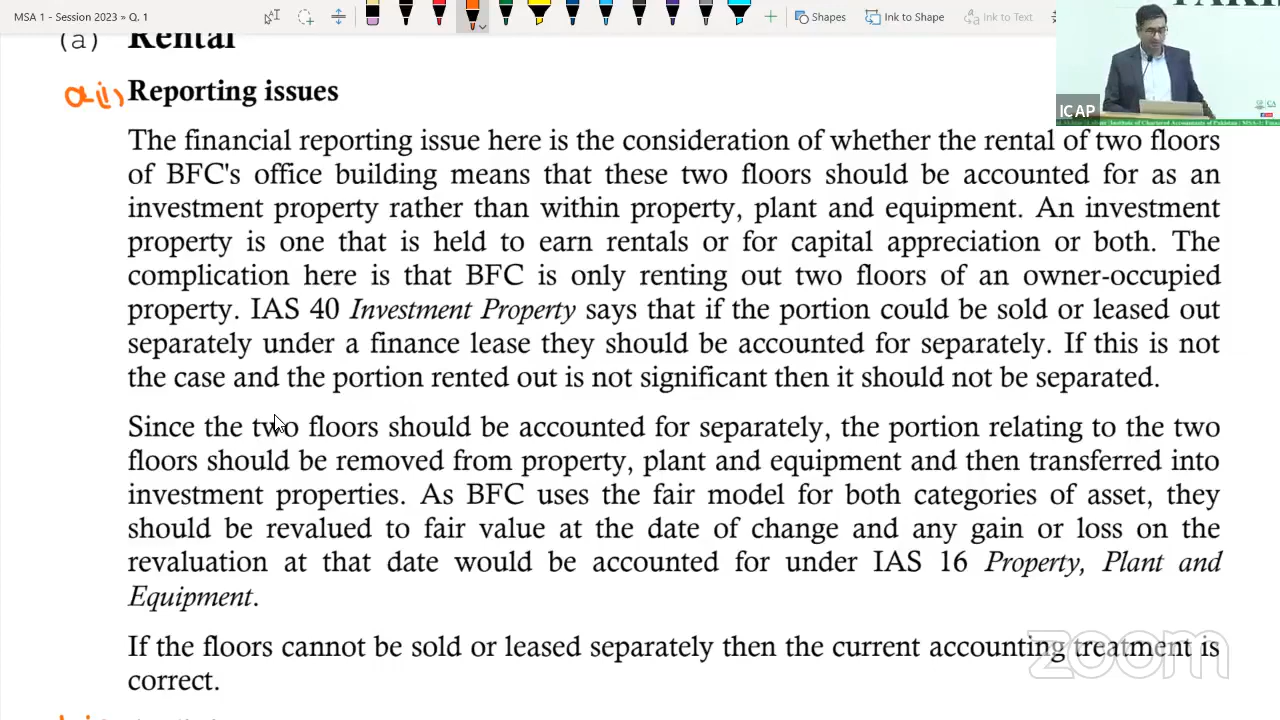 MSA 1 - Session 2023 » Q. 1
Shapes
Ink to Shape
Ink to Text
(a) Rental
a(i) Reporting issues
The financial reporting issue here is the consideration of whether the rental of two floors
of BFC's office building means that these two floors should be accounted for as an
investment property rather than within property, plant and equipment. An investment
property is one that is held to earn rentals or for capital appreciation or both. The
complication here is that BFC is only renting out two floors of an owner-occupied
property. IAS 40 Investment Property says that if the portion could be sold or leased out
separately under a finance lease they should be accounted for separately. If this is not
the case and the portion rented out is not significant then it should not be separated.
Since the two floors should be accounted for separately, the portion relating to the two
floors should be removed from property, plant and equipment and then transferred into
investment properties. As BFC uses the fair model for both categories of asset, they
should be revalued to fair value at the date of change and any gain or loss on the
revaluation at that date would be accounted for under IAS 16 Property, Plant and
Equipment.
If the floors cannot be sold or leased separately then the current accounting treatment is
correct.
ICAP
Institute of Chartered Accountants of Pakistan
zoom